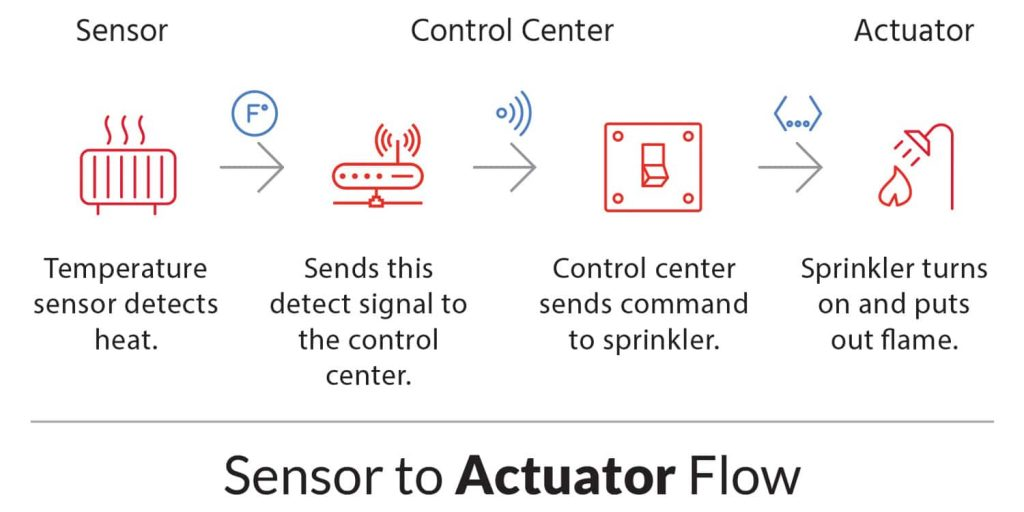 Sensor
Control Center
Actuator
F°
Temperature
sensor detects
heat.
Sends this
detect signal to
the control
center.
Control center
sends command
to sprinkler.
Sprinkler turns
on and puts
out flame.
Sensor to Actuator Flow